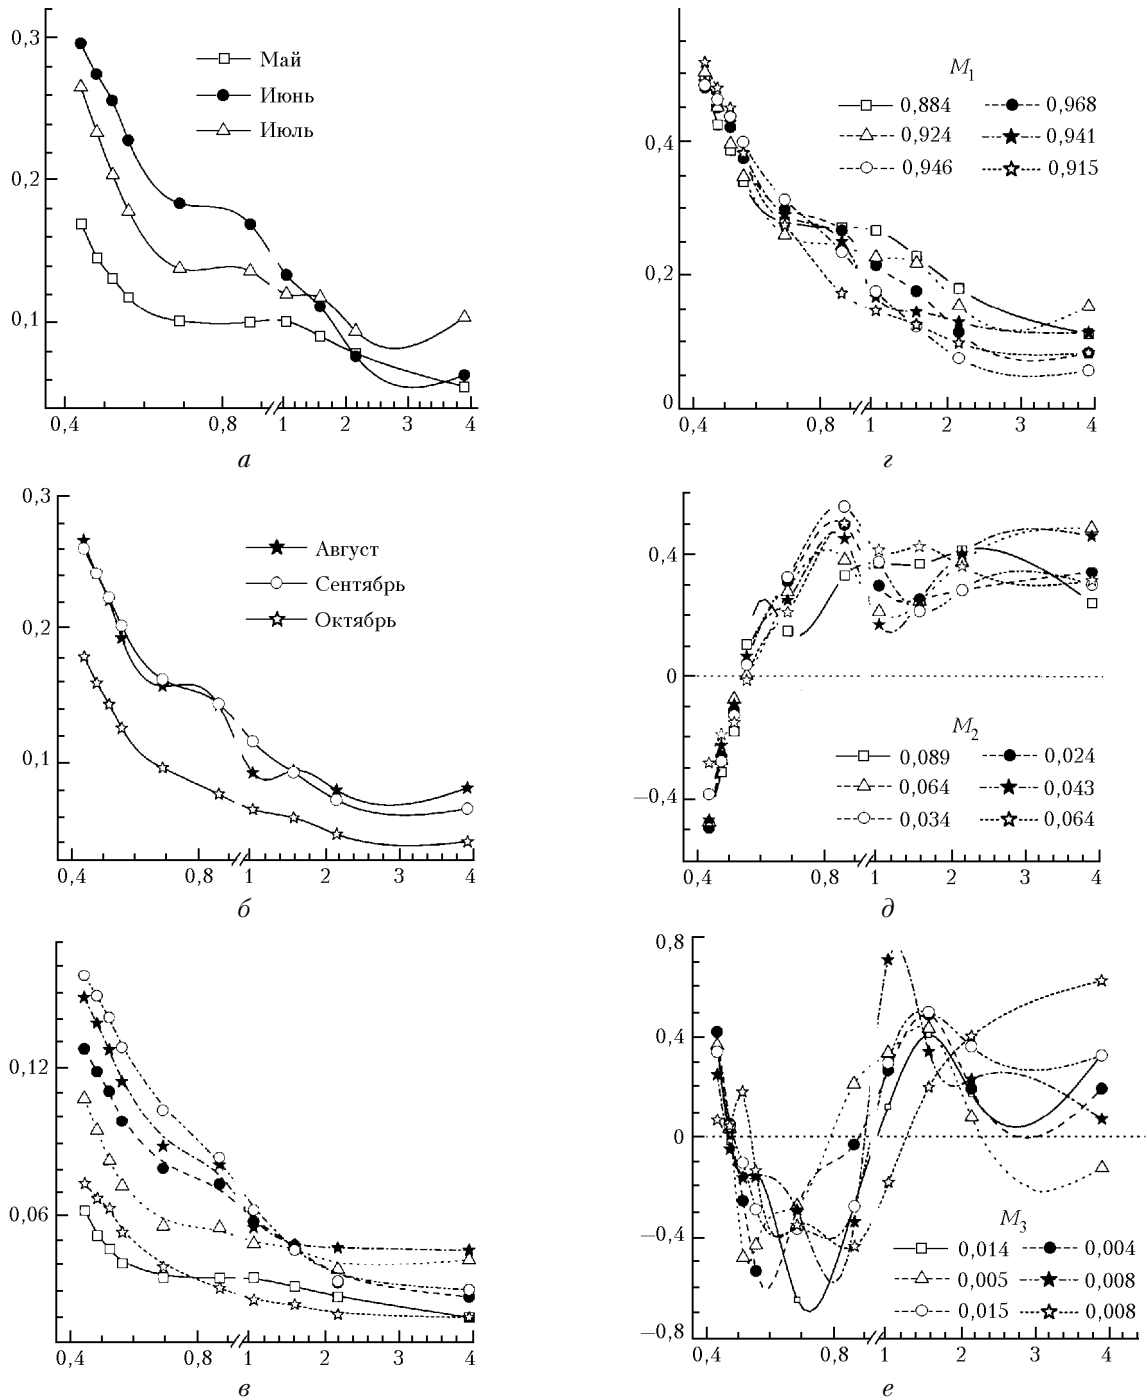 0,3
0,2
0,1
Май
Июнь
Июль
0,4 0,8 1 2 3 4
а
0,4
0,2
0
M1
0,884 0,968
0,924 0,941
0,946 0,915
0,4 0,8 1 2 3 4
г
0,3
0,2
0,1
Август
Сентябрь
Октябрь
0,4 0,8 1 2 3 4
б
0,4
0
−0,4
M2
0,089 0,024
0,064 0,043
0,034 0,064
0,4 0,8 1 2 3 4
д
0,12
0,06
0,4 0,8 1 2 3 4
в
0,8
0,4
0
−0,4
−0,8
M3
0,014 0,004
0,005 0,008
0,015 0,008
0,4 0,8 1 2 3 4
е